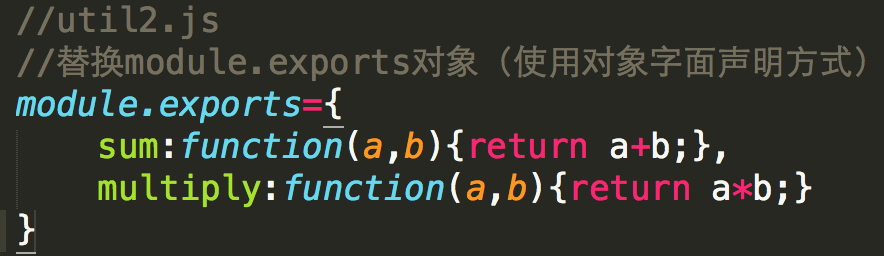 //util2.js
//替换module.exports对象（使用对象字面声明方式）
module.exports={
    sum:function(a,b){return a+b;},
    multiply:function(a,b){return a*b;}
}